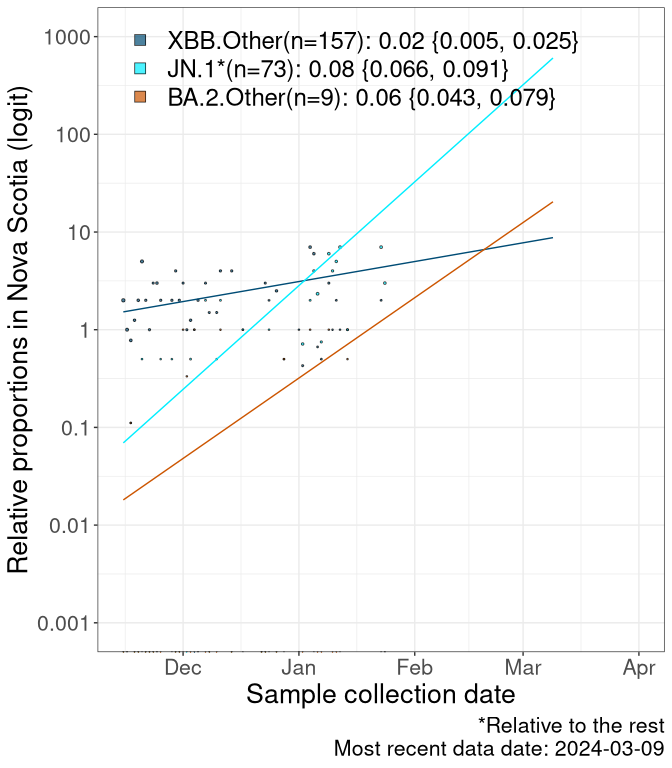 XBB.Other(n=157): 0.02 {0.005, 0.025}
JN.1*(n=73): 0.08 {0.066, 0.091}
BA.2.Other(n=9): 0.06 {0.043, 0.079}
Relative proportions in Nova Scotia (logit)
1000
100
10
1
0.1
0.01
0.001
Dec Jan Feb Mar Apr
Sample collection date
*Relative to the rest
Most recent data date: 2024-03-09